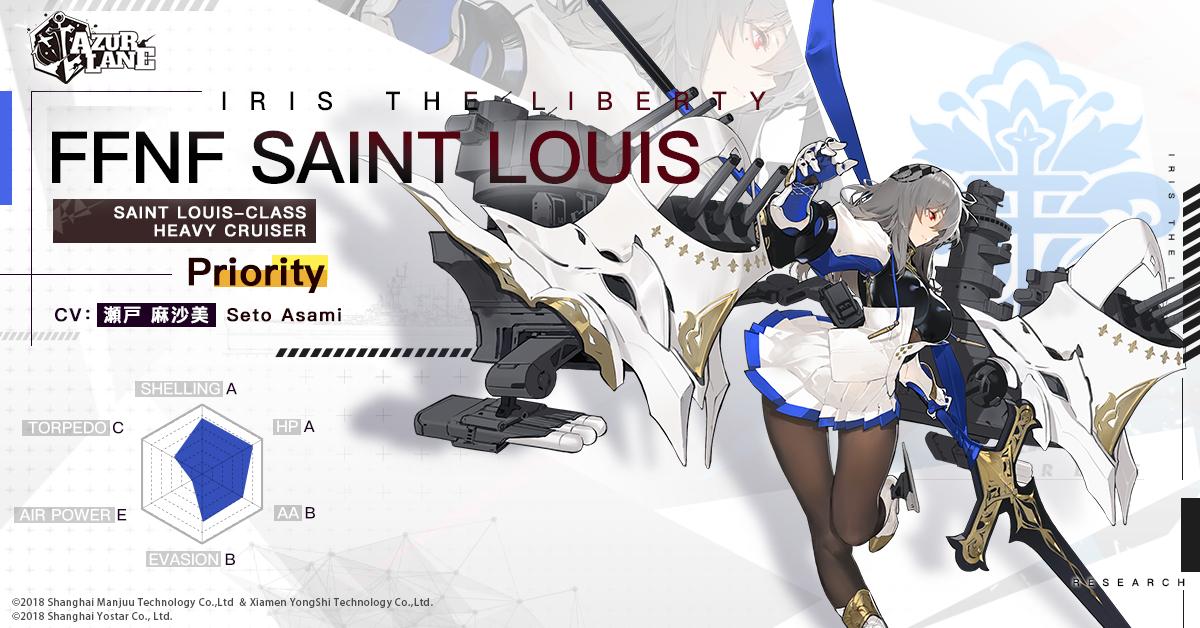 AZUR
LANE
IRIS THE LIBERTY
FFNF SAINT LOUIS
SAINT LOUIS-CLASS
HEAVY CRUISER
Priority
CV: 瀬戸 麻沙美 Seto Asami
SHELLING A
TORPEDO C
HP A
AIR POWER E
AA B
EVASION B
IRIS THE L
RESEARCH
©2018 Shanghai Manjuu Technology Co.,Ltd & Xiamen YongShi Technology Co.,Ltd.
©2018 Shanghai Yostar Co., Ltd.